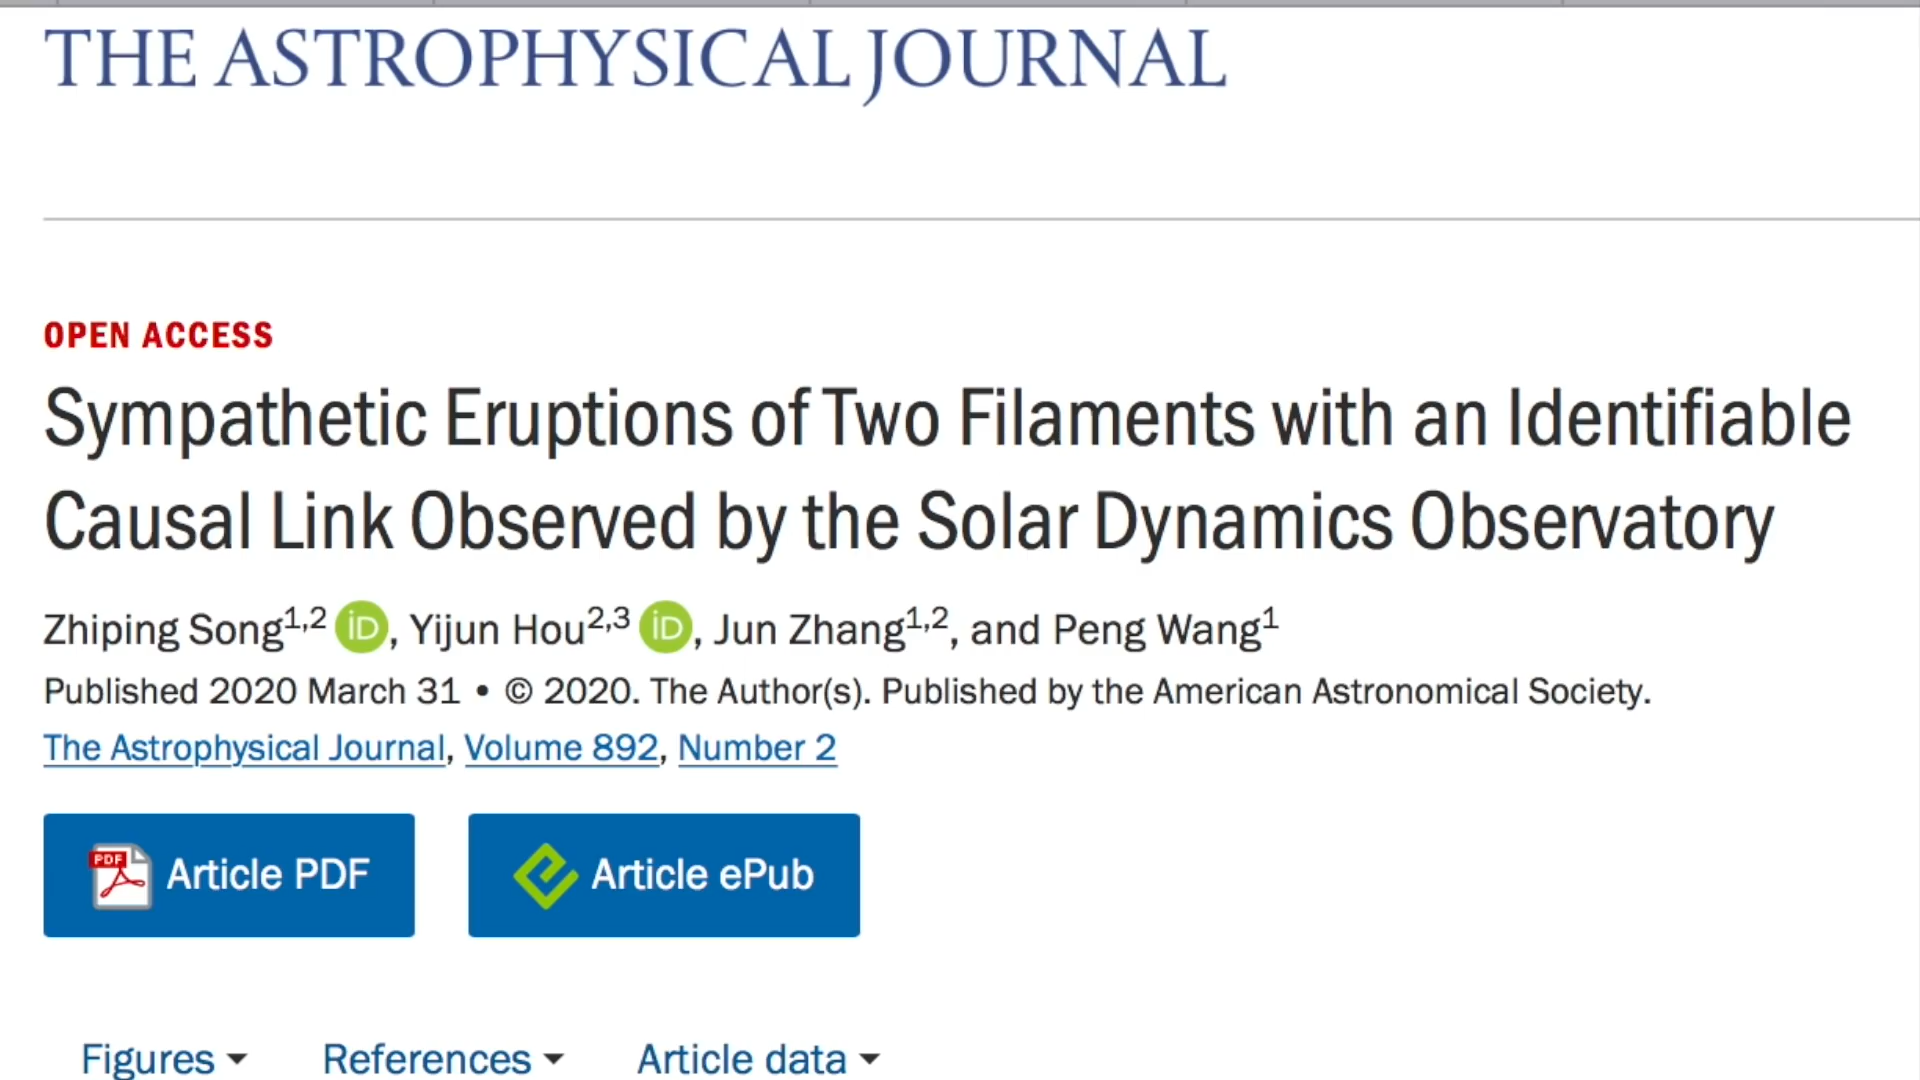 THE ASTROPHYSICAL JOURNAL
OPEN ACCESS
Sympathetic Eruptions of Two Filaments with an Identifiable
Causal Link Observed by the Solar Dynamics Observatory
Zhiping Song1,2 iD, Yijun Hou2,3 iD, Jun Zhang1,2, and Peng Wang1
Published 2020 March 31 • © 2020. The Author(s). Published by the American Astronomical Society.
The Astrophysical Journal, Volume 892, Number 2
PDF Article PDF Article ePub
Figures References Article data